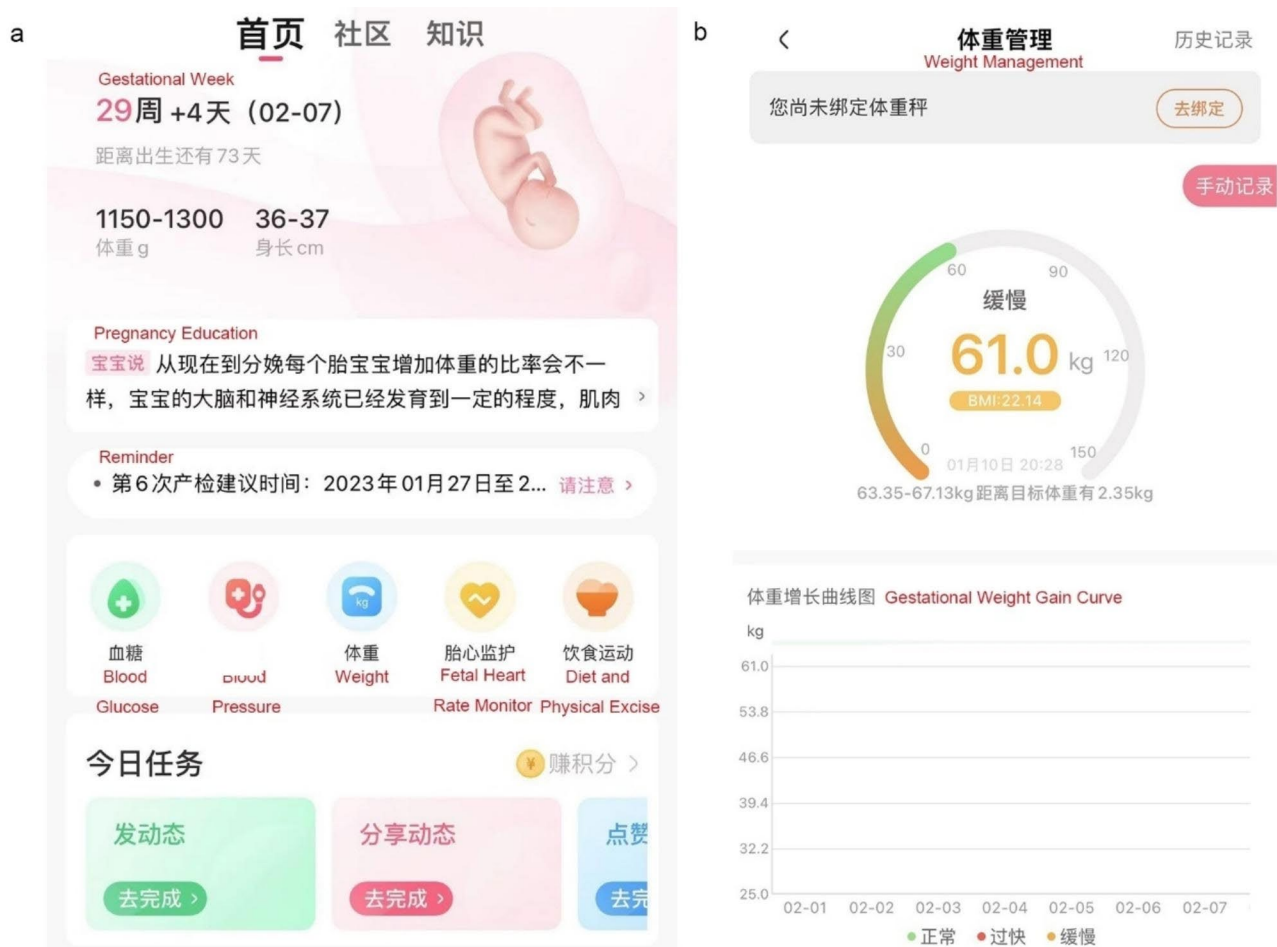 a
首页 社区 知识
Gestational Week
29周 +4天 (02-07)
距离出生还有73天
1150-1300 36-37
体重g 身长cm
Pregnancy Education
宝宝说 从现在到分娩每个胎宝宝增加体重的比率会不一
样，宝宝的大脑和神经系统已经发育到一定的程度，肌肉 >
Reminder
• 第6次产检建议时间：2023年01月27日至2... 请注意 >
kg
血糖 体重 胎心监护 饮食运动
Blood Blood Weight Fetal Heart Diet and
Glucose Pressure Rate Monitor Physical Excise
今日任务 ¥ 赚积分 >
发动态 分享动态 点赞
去完成 > 去完成 > 去完
b
< 体重管理 历史记录
Weight Management
您尚未绑定体重秤 去绑定
手动记录
60 90
缓慢
30 61.0 kg 120
BMI:22.14
0 150
01月10日 20:28
63.35-67.13kg距离目标体重有2.35kg
体重增长曲线图 Gestational Weight Gain Curve
kg
61.0
53.8
46.6
39.4
32.2
25.0
02-01 02-02 02-03 02-04 02-05 02-06 02-07
正常 过快 缓慢